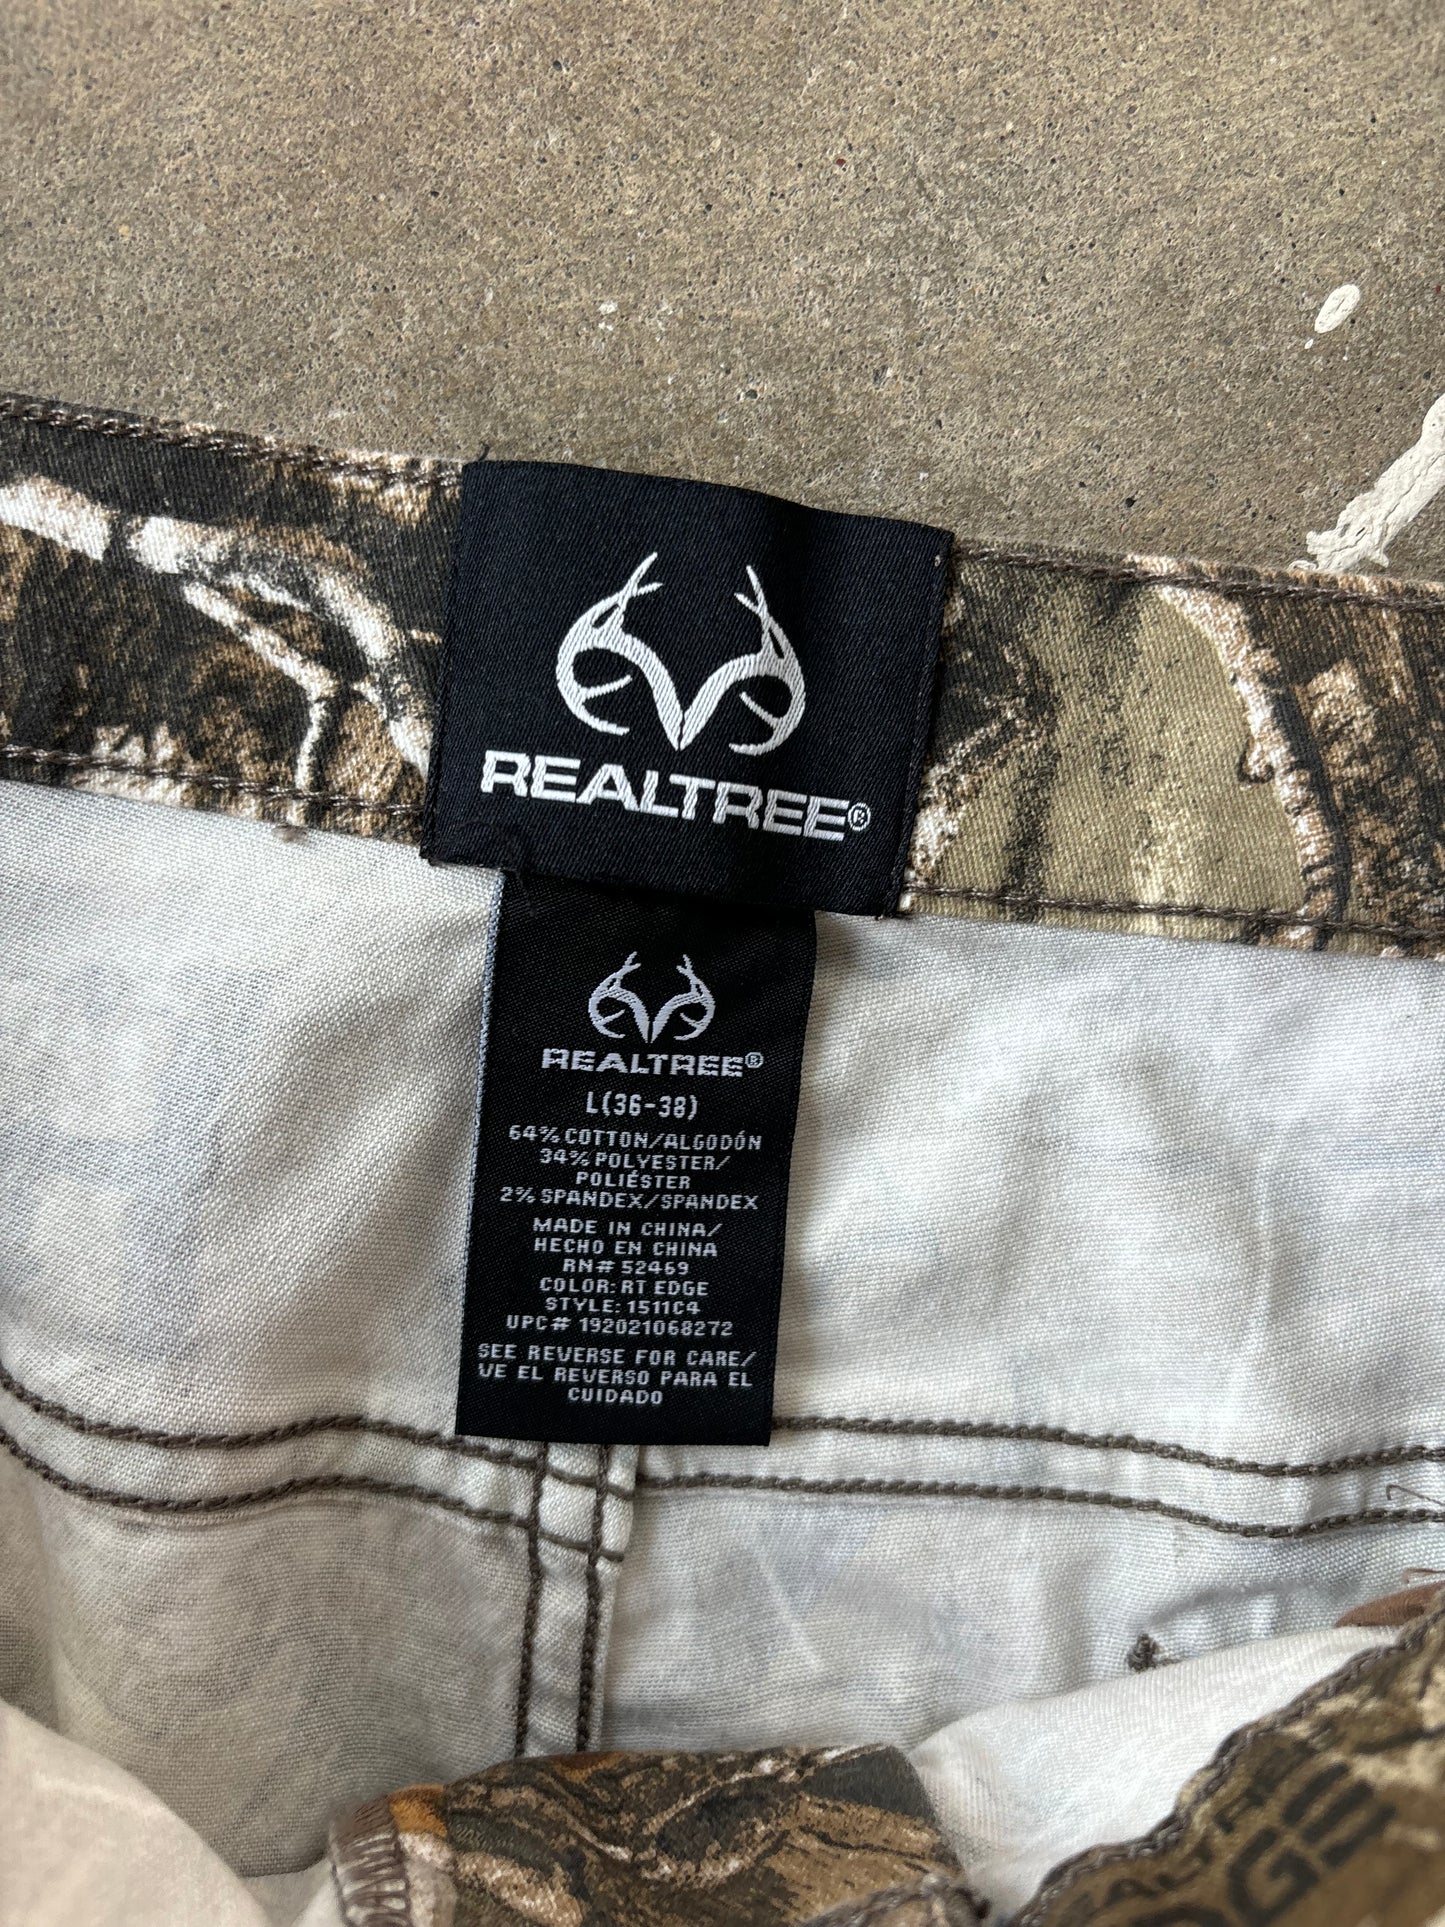 REALTREE®
REALTREE®
L(36-38)
64% COTTON/ALGODÓN
34% POLYESTER/
POLIÉSTER
2% SPANDEX/SPANDEX
MADE IN CHINA/
HECHO EN CHINA
RN# 52469
COLOR: RT EDGE
STYLE: 1511C4
UPC# 192021068272
SEE REVERSE FOR CARE/
VE EL REVERSO PARA EL
CUIDADO
REALTREE
EDGE